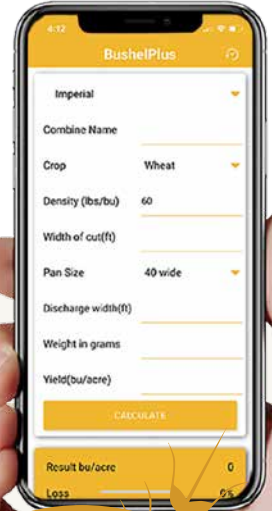 4:12
BushelPlus
Imperial
Combine Name
Crop Wheat
Density (lbs/bu) 60
Width of cut(ft)
Pan Size 40 wide
Discharge width(ft)
Weight in grams
Yield(bu/acre)
CALCULATE
Result bu/acre 0
Loss 0%